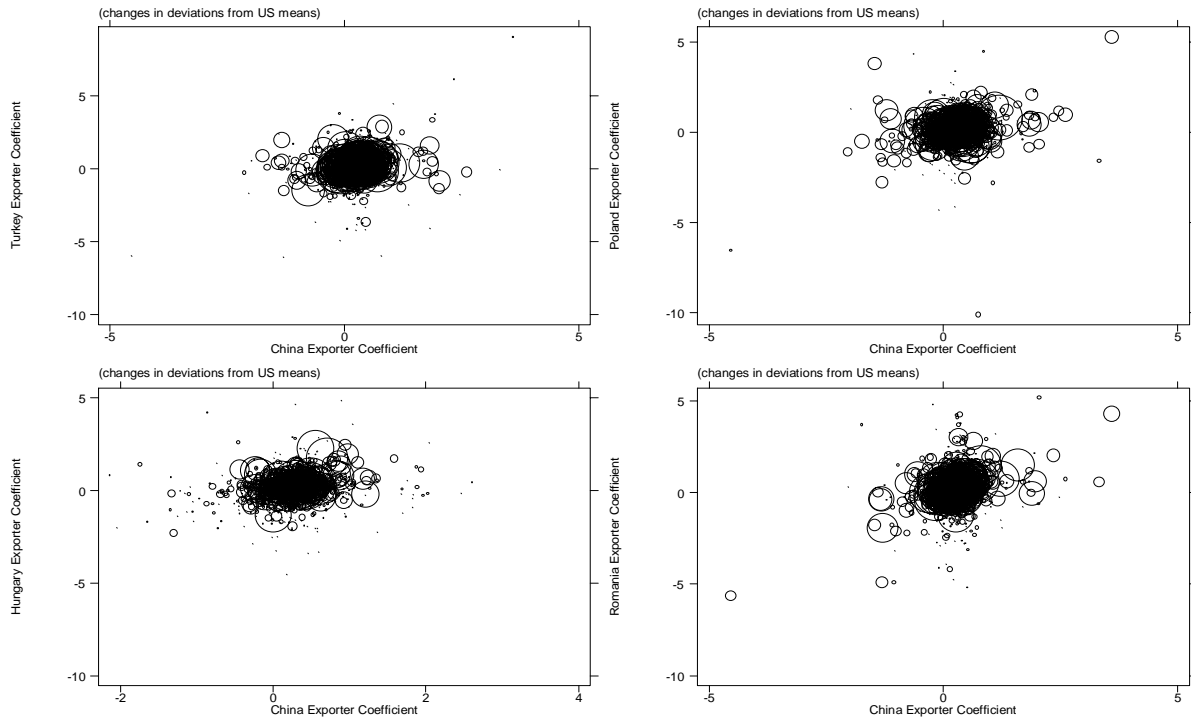 (changes in deviations from US means)
Turkey Exporter Coefficient
5
0
-5
-10
-5
0
5
China Exporter Coefficient
(changes in deviations from US means)
Poland Exporter Coefficient
5
0
-5
-10
-5
0
5
China Exporter Coefficient
(changes in deviations from US means)
Hungary Exporter Coefficient
5
0
-5
-10
-2
0
2
4
China Exporter Coefficient
(changes in deviations from US means)
Romania Exporter Coefficient
5
0
-5
-10
-5
0
5
China Exporter Coefficient